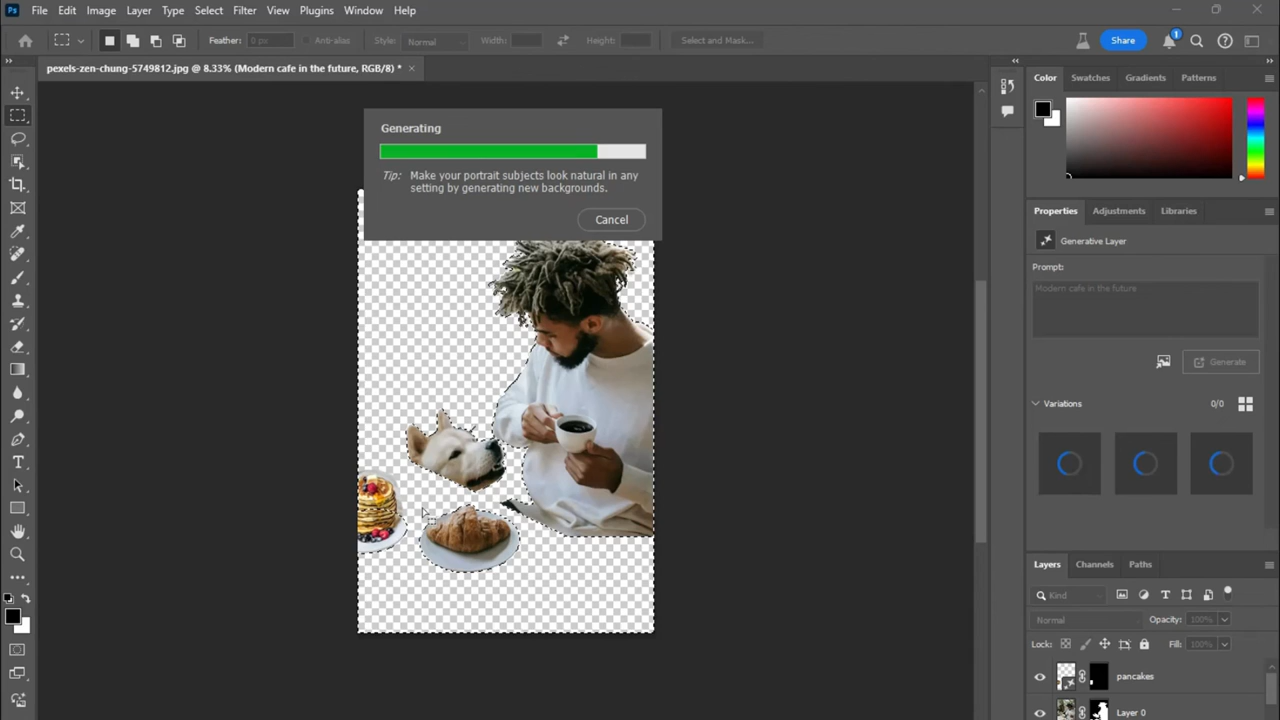 Ps File Edit Image Layer Type Select Filter View Plugins Window Help
Feather: 0 px Anti-alias Style: Normal Width: Height: Select and Mask... Share 1
pexels-zen-chung-5749812.jpg @ 8.33% (Modern cafe in the future, RGB/8) *
Color Swatches Gradients Patterns
Generating
Tip: Make your portrait subjects look natural in any
setting by generating new backgrounds.
Cancel
Properties Adjustments Libraries
Generative Layer
Prompt:
Modern cafe in the future
Generate
Variations 0/0
Layers Channels Paths
Kind
Normal Opacity: 100%
Lock: Fill: 100%
pancakes
Layer 0